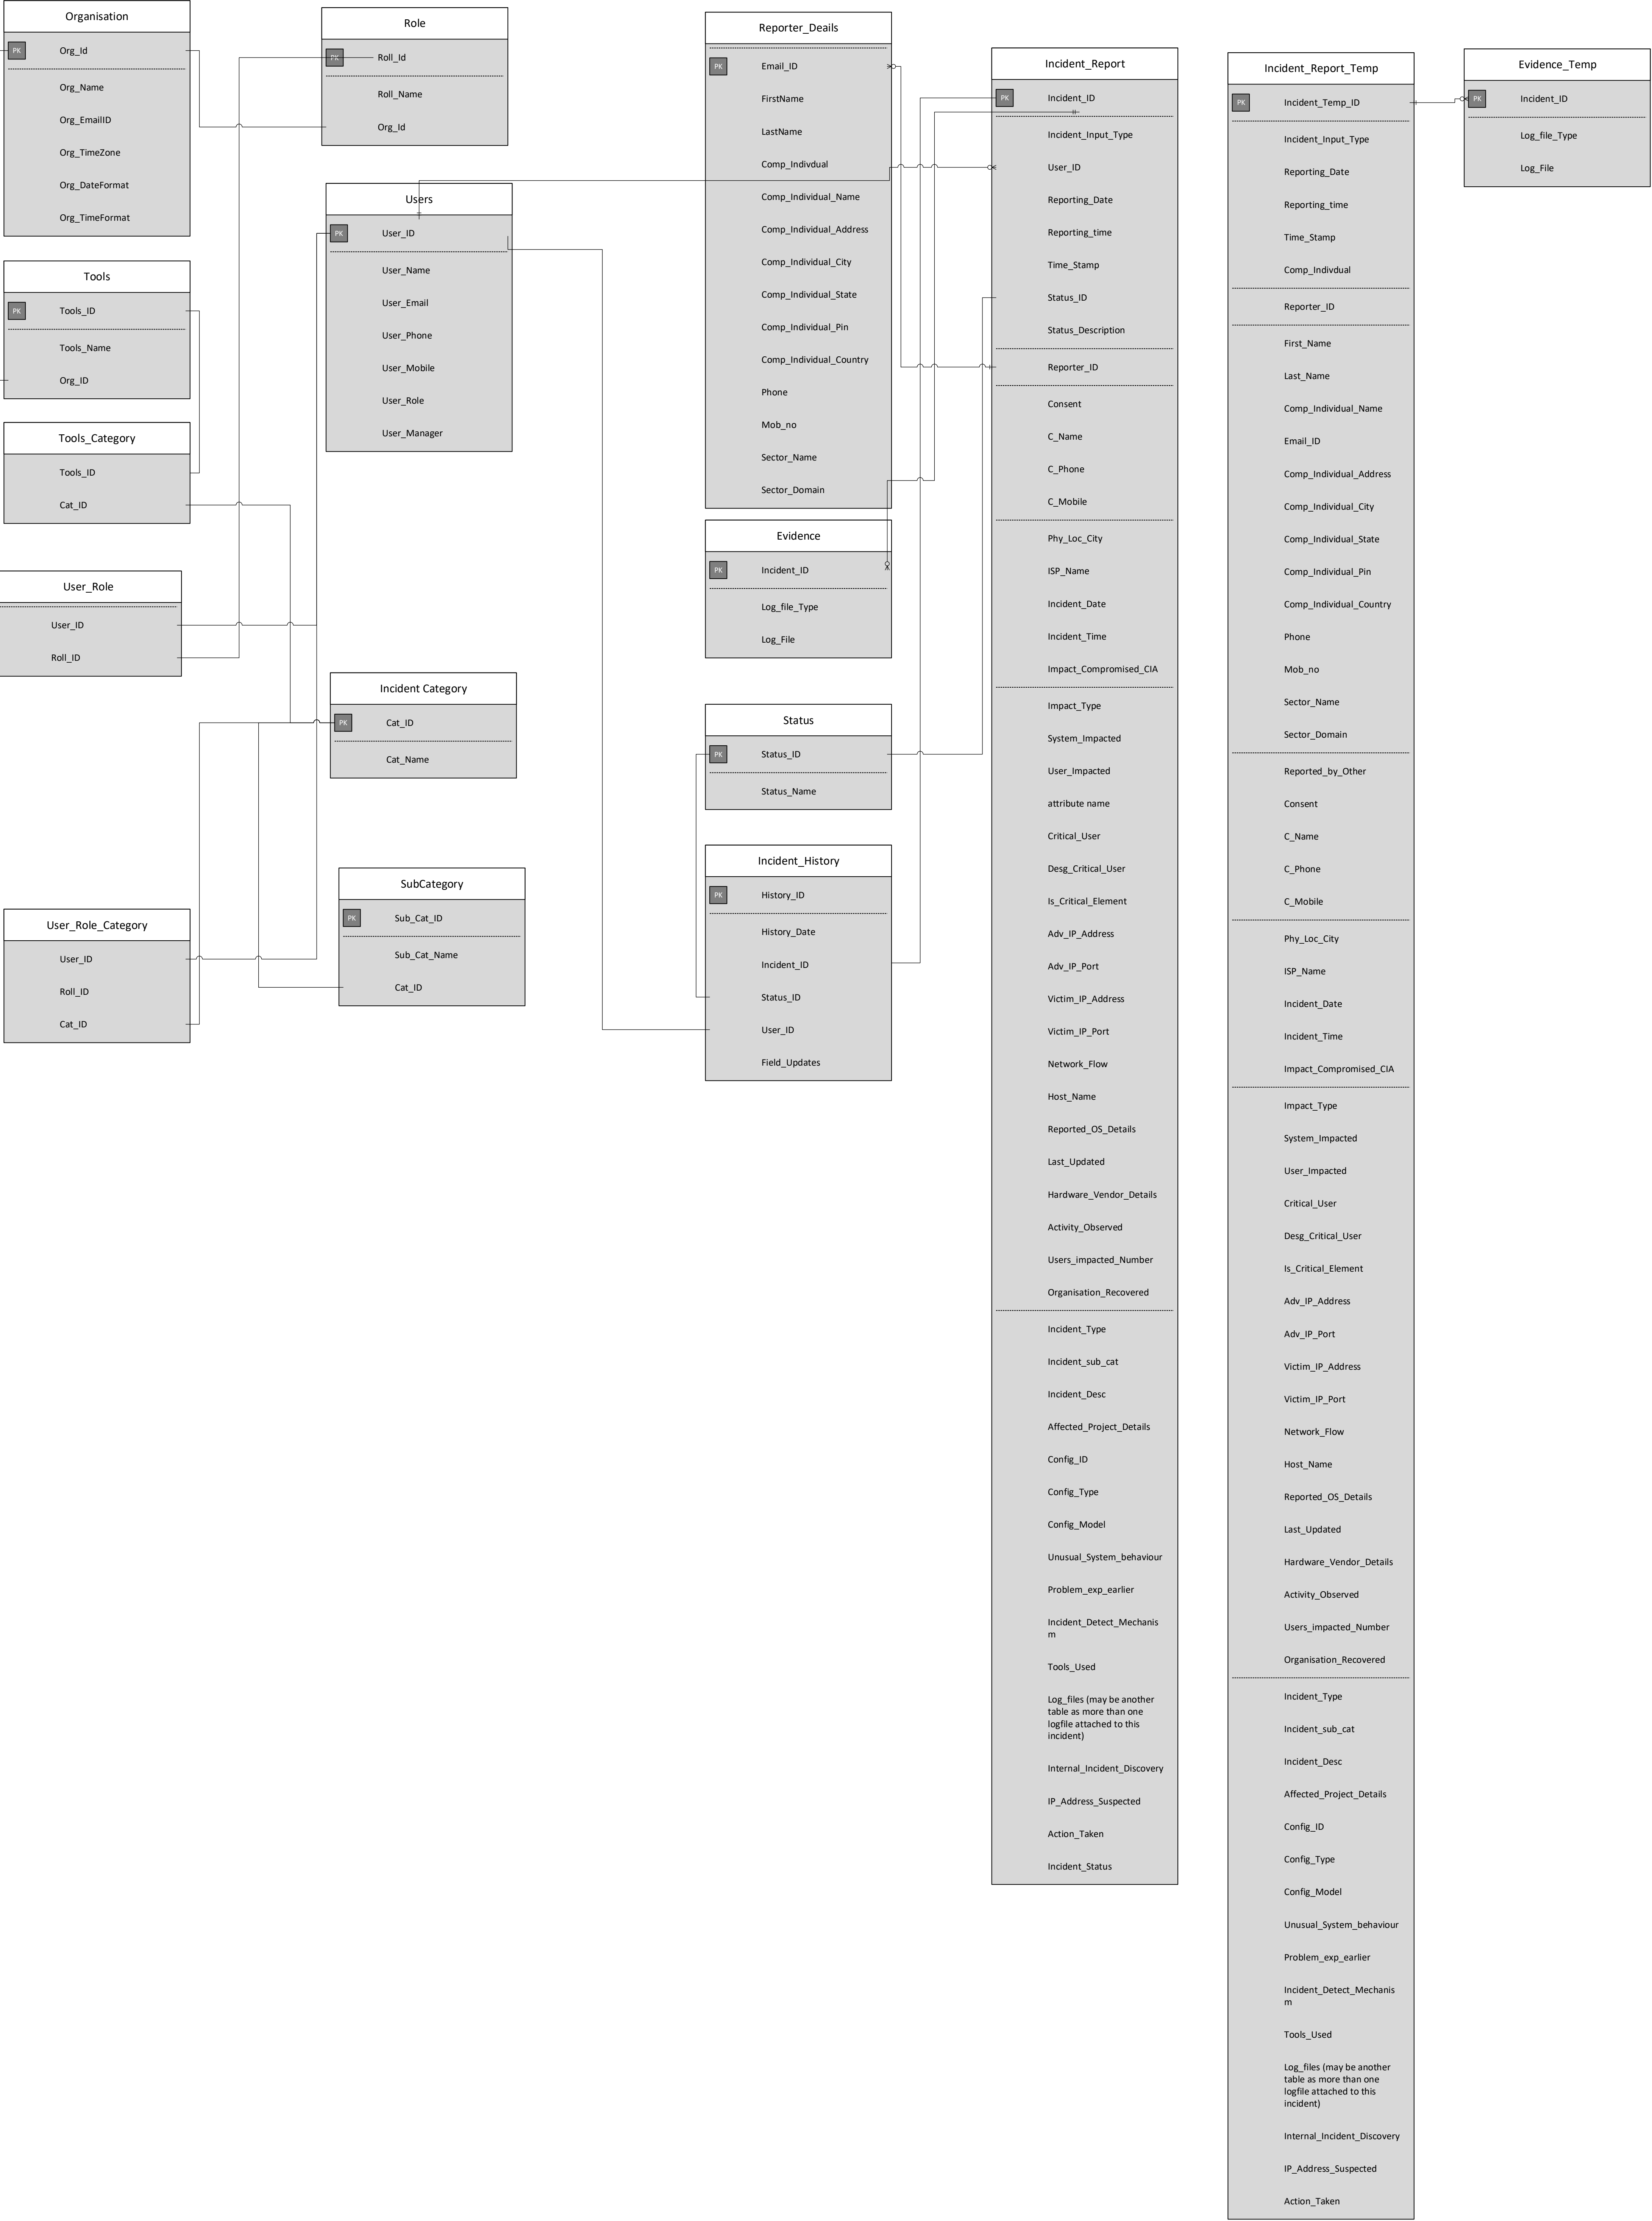 Organisation
PK
Org_Id
Org_Name
Org_EmailID
Org_TimeZone
Org_DateFormat
Org_TimeFormat
Tools
PK
Tools_ID
Tools_Name
Org_ID
Tools_Category
Tools_ID
Cat_ID
User_Role
User_ID
Roll_ID
User_Role_Category
User_ID
Roll_ID
Cat_ID
Role
PK
Roll_Id
Roll_Name
Org_Id
Users
PK
User_ID
User_Name
User_Email
User_Phone
User_Mobile
User_Role
User_Manager
Incident Category
PK
Cat_ID
Cat_Name
SubCategory
PK
Sub_Cat_ID
Sub_Cat_Name
Cat_ID
Reporter_Deails
PK
Email_ID
FirstName
LastName
Comp_Indivdual
Comp_Individual_Name
Comp_Individual_Address
Comp_Individual_City
Comp_Individual_State
Comp_Individual_Pin
Comp_Individual_Country
Phone
Mob_no
Sector_Name
Sector_Domain
Evidence
PK
Incident_ID
Log_file_Type
Log_File
Status
PK
Status_ID
Status_Name
Incident_History
PK
History_ID
History_Date
Incident_ID
Status_ID
User_ID
Field_Updates
Incident_Report
PK
Incident_ID
Incident_Input_Type
User_ID
Reporting_Date
Reporting_time
Time_Stamp
Status_ID
Status_Description
Reporter_ID
Consent
C_Name
C_Phone
C_Mobile
Phy_Loc_City
ISP_Name
Incident_Date
Incident_Time
Impact_Compromised_CIA
Impact_Type
System_Impacted
User_Impacted
attribute name
Critical_User
Desg_Critical_User
Is_Critical_Element
Adv_IP_Address
Adv_IP_Port
Victim_IP_Address
Victim_IP_Port
Network_Flow
Host_Name
Reported_OS_Details
Last_Updated
Hardware_Vendor_Details
Activity_Observed
Users_impacted_Number
Organisation_Recovered
Incident_Type
Incident_sub_cat
Incident_Desc
Affected_Project_Details
Config_ID
Config_Type
Config_Model
Unusual_System_behaviour
Problem_exp_earlier
Incident_Detect_Mechanis
m
Tools_Used
Log_files (may be another
table as more than one
logfile attached to this
incident)
Internal_Incident_Discovery
IP_Address_Suspected
Action_Taken
Incident_Status
Incident_Report_Temp
PK
Incident_Temp_ID
Incident_Input_Type
Reporting_Date
Reporting_time
Time_Stamp
Comp_Indivdual
Reporter_ID
First_Name
Last_Name
Comp_Individual_Name
Email_ID
Comp_Individual_Address
Comp_Individual_City
Comp_Individual_State
Comp_Individual_Pin
Comp_Individual_Country
Phone
Mob_no
Sector_Name
Sector_Domain
Reported_by_Other
Consent
C_Name
C_Phone
C_Mobile
Phy_Loc_City
ISP_Name
Incident_Date
Incident_Time
Impact_Compromised_CIA
Impact_Type
System_Impacted
User_Impacted
Critical_User
Desg_Critical_User
Is_Critical_Element
Adv_IP_Address
Adv_IP_Port
Victim_IP_Address
Victim_IP_Port
Network_Flow
Host_Name
Reported_OS_Details
Last_Updated
Hardware_Vendor_Details
Activity_Observed
Users_impacted_Number
Organisation_Recovered
Incident_Type
Incident_sub_cat
Incident_Desc
Affected_Project_Details
Config_ID
Config_Type
Config_Model
Unusual_System_behaviour
Problem_exp_earlier
Incident_Detect_Mechanis
m
Tools_Used
Log_files (may be another
table as more than one
logfile attached to this
incident)
Internal_Incident_Discovery
IP_Address_Suspected
Action_Taken
Evidence_Temp
PK
Incident_ID
Log_file_Type
Log_File